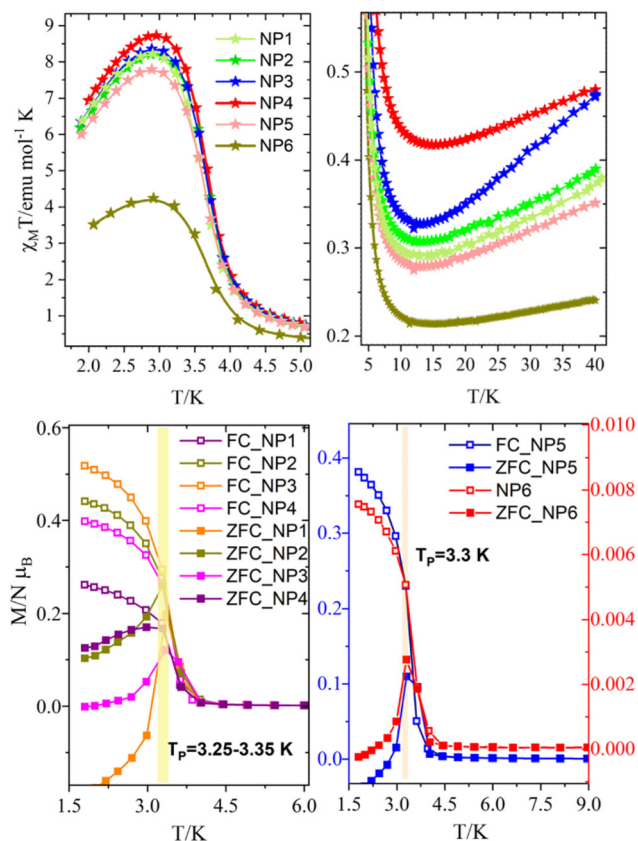 χ_MT/emu mol⁻¹ K
9
8
7
6
5
4
3
2
1
2.0 2.5 3.0 3.5 4.0 4.5 5.0
T/K
NP1
NP2
NP3
NP4
NP5
NP6
0.5
0.4
0.3
0.2
5 10 15 20 25 30 35 40
T/K
M/N μ_B
0.6
0.4
0.2
0.0
1.5 3.0 4.5 6.0
T/K
FC_NP1
FC_NP2
FC_NP3
FC_NP4
ZFC_NP1
ZFC_NP2
ZFC_NP3
ZFC_NP4
T_P=3.25-3.35 K
0.4
0.3
0.2
0.1
0.0
1.5 3.0 4.5 6.0 7.5 9.0
T/K
FC_NP5
ZFC_NP5
NP6
ZFC_NP6
T_P=3.3 K
0.010
0.008
0.006
0.004
0.002
0.000